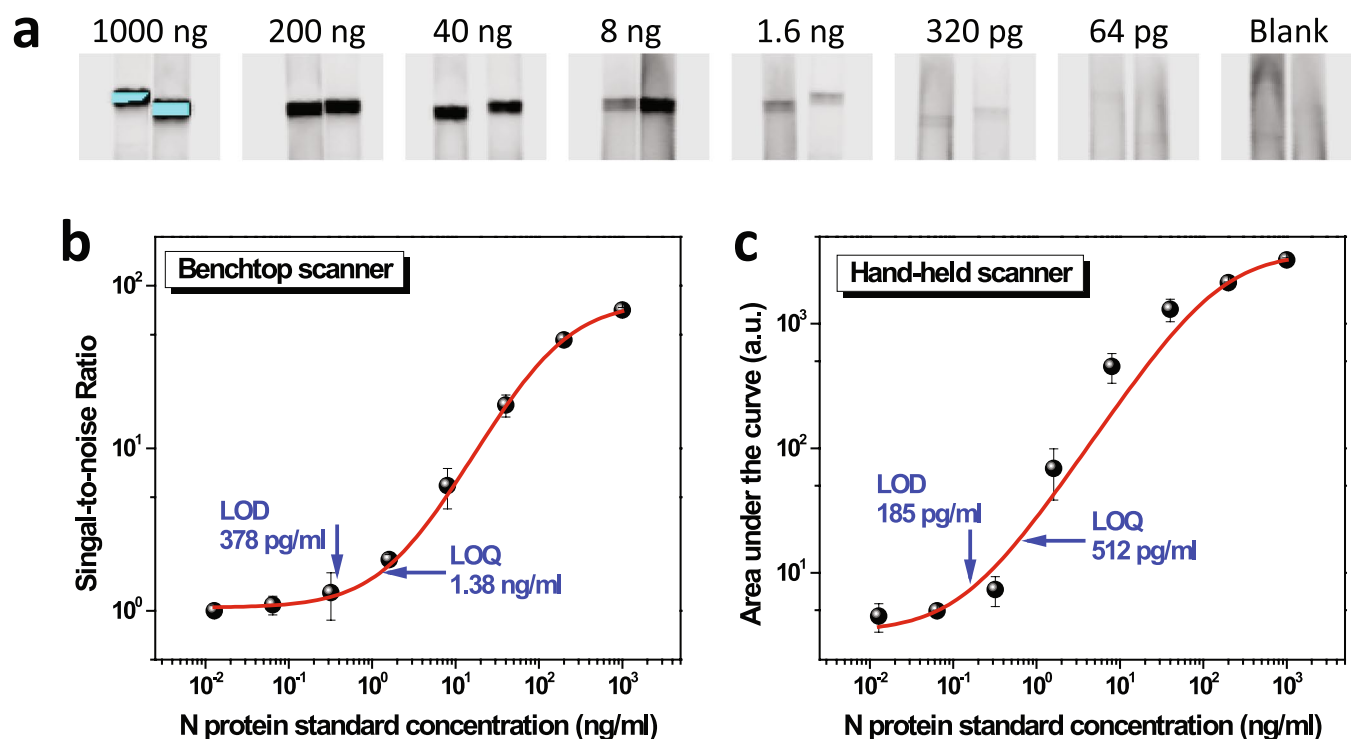 a
1000 ng 200 ng 40 ng 8 ng 1.6 ng 320 pg 64 pg Blank
b
Benchtop scanner
Singal-to-noise Ratio
10² 
10¹
10⁰
LOD
378 pg/ml
LOQ
1.38 ng/ml
10⁻² 10⁻¹ 10⁰ 10¹ 10² 10³
N protein standard concentration (ng/ml)
c
Hand-held scanner
Area under the curve (a.u.)
10³
10²
10¹
LOD
185 pg/ml
LOQ
512 pg/ml
10⁻² 10⁻¹ 10⁰ 10¹ 10² 10³
N protein standard concentration (ng/ml)